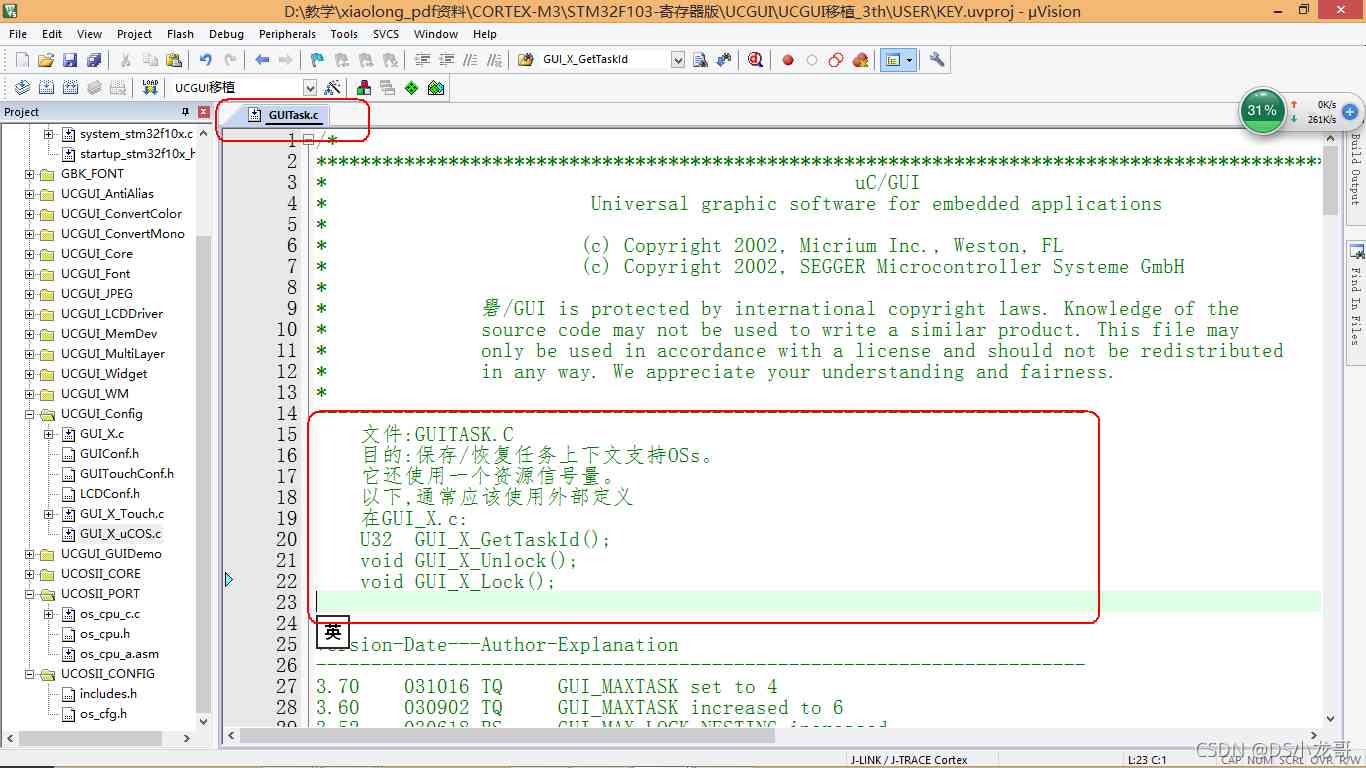 D:\教学\xiaolong_pdf资料\CORTEX-M3\STM32F103-寄存器版\UCGUI\UCGUI移植_3th\USER\KEY.uvproj - µVision
File Edit View Project Flash Debug Peripherals Tools SVCS Window Help
GUI_X_GetTaskId
LOAD UCGUI移植
Project
GUITask.c
31%
0K/s
261K/s
system_stm32f10x.c
startup_stm32f10x_h
GBK_FONT
UCGUI_AntiAlias
UCGUI_ConvertColor
UCGUI_ConvertMono
UCGUI_Core
UCGUI_Font
UCGUI_JPEG
UCGUI_LCDDriver
UCGUI_MemDev
UCGUI_MultiLayer
UCGUI_Widget
UCGUI_WM
UCGUI_Config
GUI_X.c
GUIConf.h
GUITouchConf.h
LCDConf.h
GUI_X_Touch.c
GUI_X_uCOS.c
UCGUI_GUIDemo
UCOSII_CORE
UCOSII_PORT
os_cpu_c.c
os_cpu.h
os_cpu_a.asm
UCOSII_CONFIG
includes.h
os_cfg.h
1 /*
2 *******************************************************************************************
3 * uC/GUI
4 * Universal graphic software for embedded applications
5 *
6 * (c) Copyright 2002, Micrium Inc., Weston, FL
7 * (c) Copyright 2002, SEGGER Microcontroller Systeme GmbH
8 *
9 * 礐/GUI is protected by international copyright laws. Knowledge of the
10 * source code may not be used to write a similar product. This file may
11 * only be used in accordance with a license and should not be redistributed
12 * in any way. We appreciate your understanding and fairness.
13 *
14 ----------------------------------------------------------------------
15 文件:GUITASK.C
16 目的:保存/恢复任务上下文支持OSs。
17 它还使用一个资源信号量。
18 以下,通常应该使用外部定义
19 在GUI_X.c:
20 U32 GUI_X_GetTaskId();
21 void GUI_X_Unlock();
22 void GUI_X_Lock();
23
24
英
25 rsion-Date---Author-Explanation
26 ----------------------------------------------------------------------
27 3.70 031016 TQ GUI_MAXTASK set to 4
28 3.60 030902 TQ GUI_MAXTASK increased to 6
29 3.52 030618 RS GUI_MAX_LOCK_NESTING increased
Build Output
Find In Files
J-LINK / J-TRACE Cortex
L:23 C:1
CAP NUM SCRL OVR R/W
CSDN @DS小龙哥